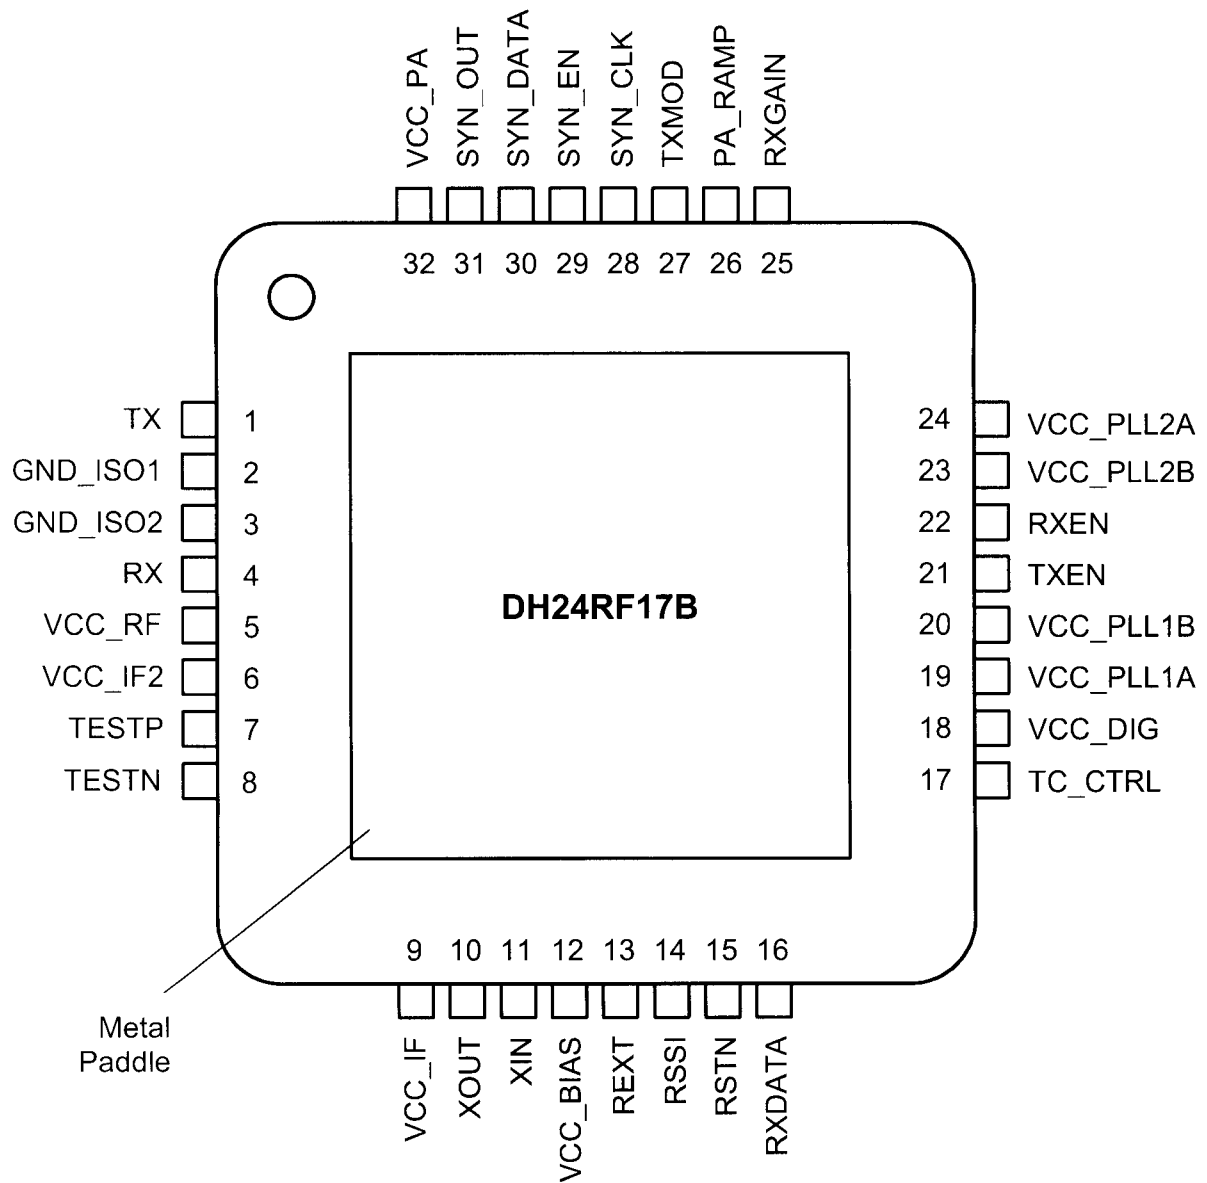 VCC_PA
SYN_OUT
SYN_DATA
SYN_EN
SYN_CLK
TXMOD
PA_RAMP
RXGAIN
32 31 30 29 28 27 26 25
TX 1
GND_ISO1 2
GND_ISO2 3
RX 4
VCC_RF 5
VCC_IF2 6
TESTP 7
TESTN 8
DH24RF17B
24 VCC_PLL2A
23 VCC_PLL2B
22 RXEN
21 TXEN
20 VCC_PLL1B
19 VCC_PLL1A
18 VCC_DIG
17 TC_CTRL
9 10 11 12 13 14 15 16
VCC_IF
XOUT
XIN
VCC_BIAS
REXT
RSSI
RSTN
RXDATA
Metal
Paddle